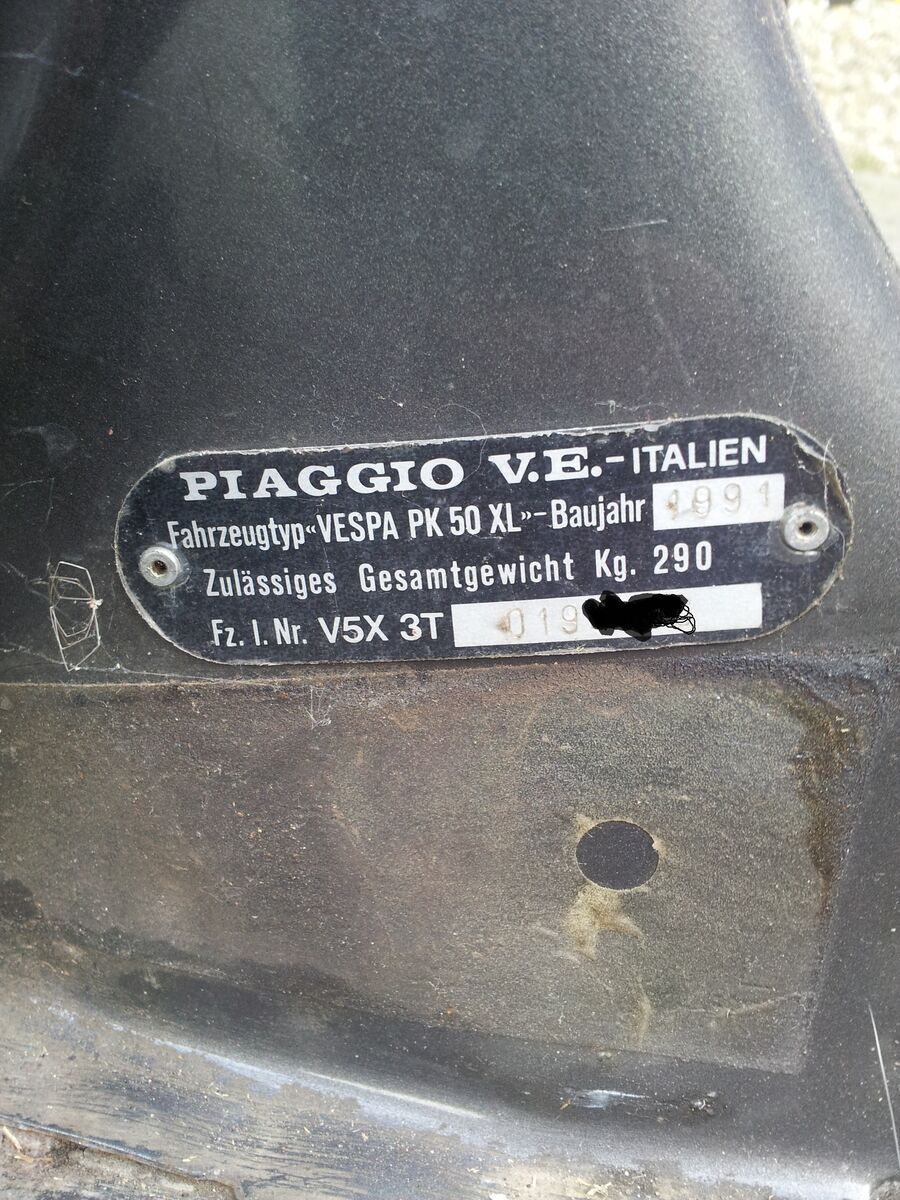 PIAGGIO V.E.-ITALIEN
Fahrzeugtyp«VESPA PK 50 XL»-Baujahr 1991
Zulässiges Gesamtgewicht Kg. 290
Fz. I. Nr. V5X 3T 019